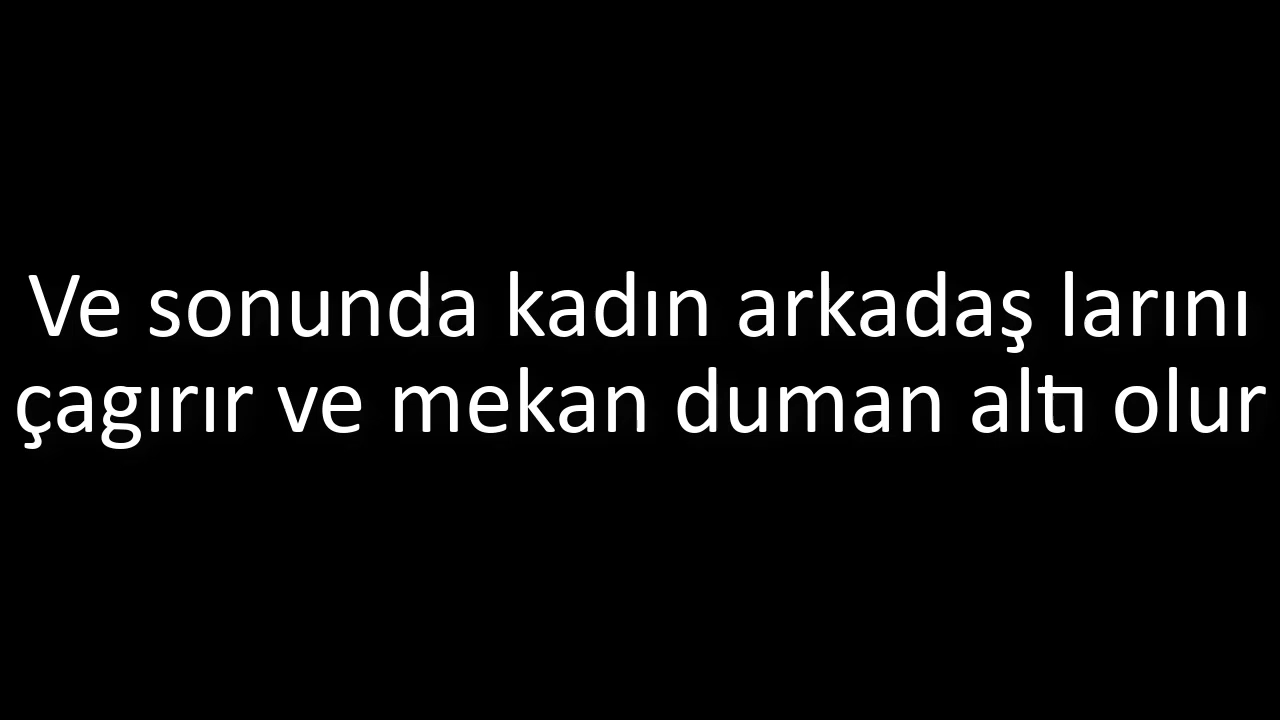 Ve sonunda kadın arkadaş larını
çagırır ve mekan duman altı olur